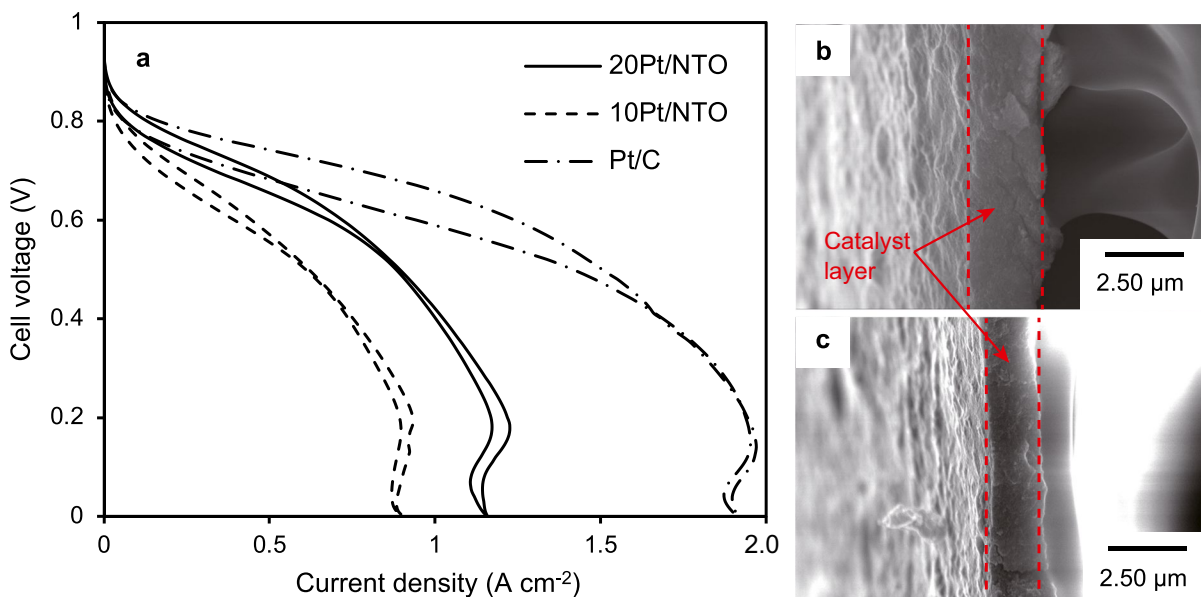 a
20Pt/NTO
10Pt/NTO
Pt/C
Cell voltage (V)
1
0.8
0.6
0.4
0.2
0
0
0.5
1
1.5
2.0
Current density (A cm-2)
b
Catalyst
layer
2.50 µm
c
2.50 µm